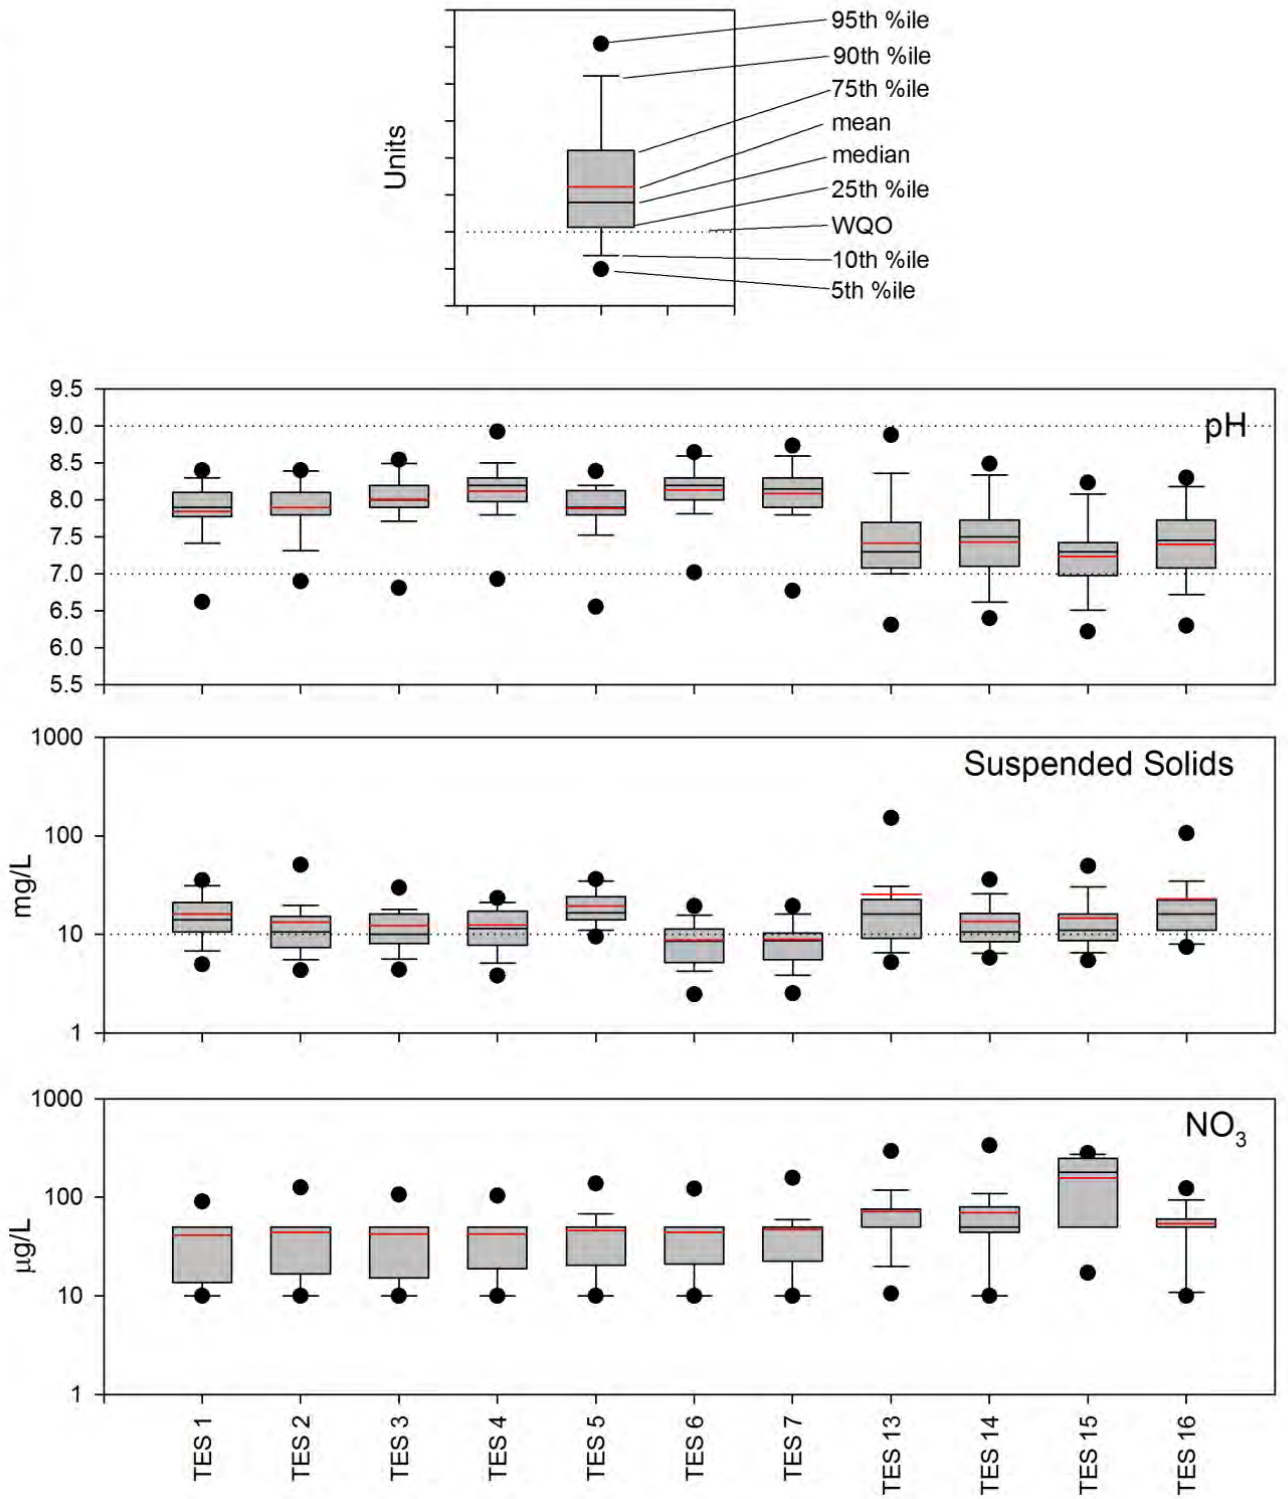 95th %ile
90th %ile
75th %ile
mean
median
25th %ile
WQO
10th %ile
5th %ile
Units
9.5
9.0
8.5
8.0
7.5
7.0
6.5
6.0
5.5
pH
1000
100
10
1
mg/L
Suspended Solids
1000
100
10
1
µg/L
NO3
TES 1
TES 2
TES 3
TES 4
TES 5
TES 6
TES 7
TES 13
TES 14
TES 15
TES 16